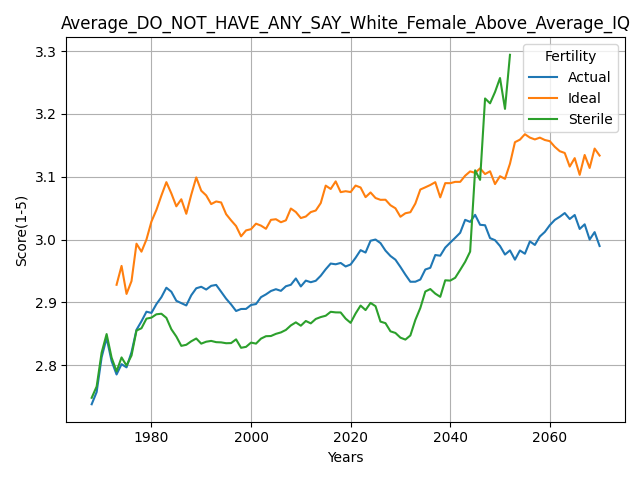 Average_DO_NOT_HAVE_ANY_SAY_White_Female_Above_Average_IQ
Fertility
Actual
Ideal
Sterile
3.3
3.2
3.1
3.0
2.9
2.8
Score(1-5)
1980
2000
2020
2040
2060
Years